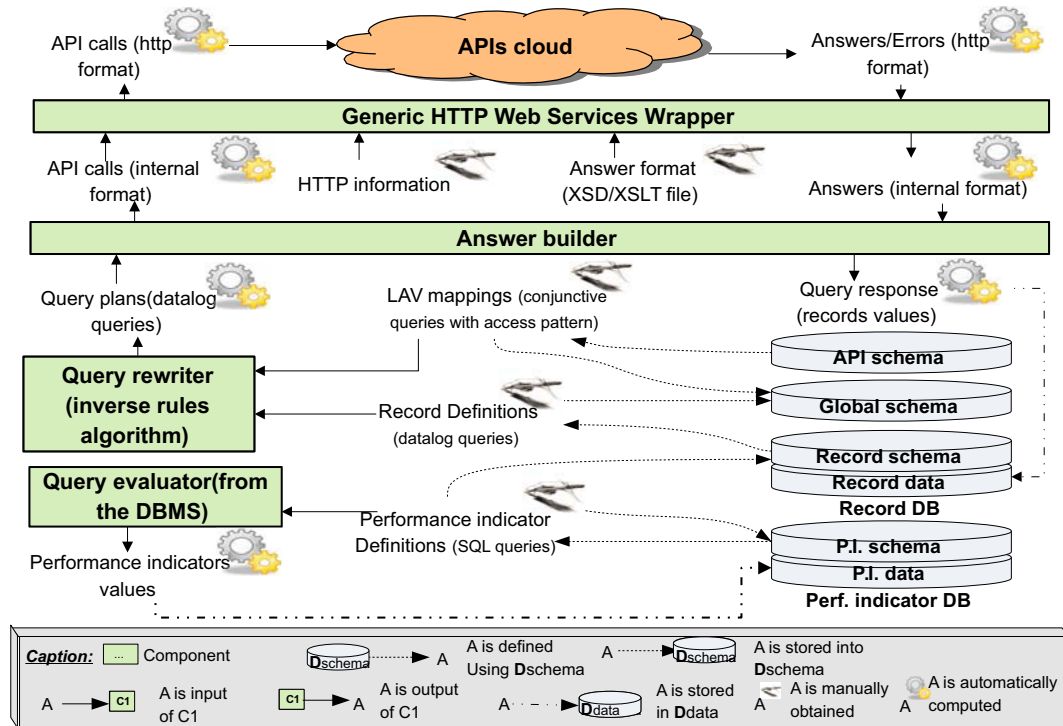 API calls (http
format)
APIs cloud
Answers/Errors (http
format)
Generic HTTP Web Services Wrapper
API calls (internal
format)
HTTP information
Answer format
(XSD/XSLT file)
Answers (internal format)
Answer builder
Query plans(datalog
queries)
LAV mappings (conjunctive
queries with access pattern)
Query response
(records values)
API schema
Query rewriter
(inverse rules
algorithm)
Global schema
Record Definitions
(datalog queries)
Record schema
Record data
Record DB
Query evaluator(from
the DBMS)
Performance indicator
Definitions (SQL queries)
P.I. schema
P.I. data
Perf. indicator DB
Performance indicators
values
Caption:
...
Component
Dschema
A
A is defined
Using Dschema
A
Dschema
A is stored into
Dschema
A
C1
A is input
of C1
C1
A
A is output
of C1
A
Ddata
A is stored
in Ddata
A
A is manually
obtained
A
A is automatically
computed